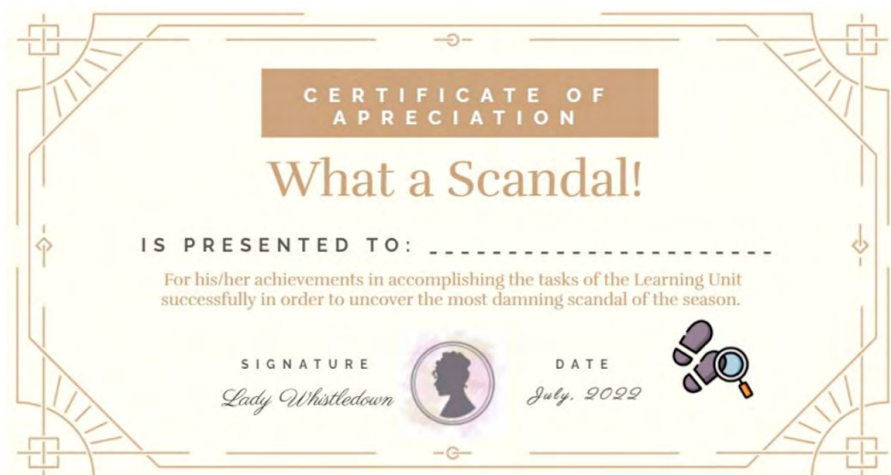 CERTIFICATE OF
APRECIATION
What a Scandal!
IS PRESENTED TO: _ _ _ _ _ _ _ _ _ _ _ _ _ _ _ _ _ _ _ _ _ _
For his/her achievements in accomplishing the tasks of the Learning Unit
successfully in order to uncover the most damning scandal of the season.
SIGNATURE
Lady Whistledown
DATE
July, 2022